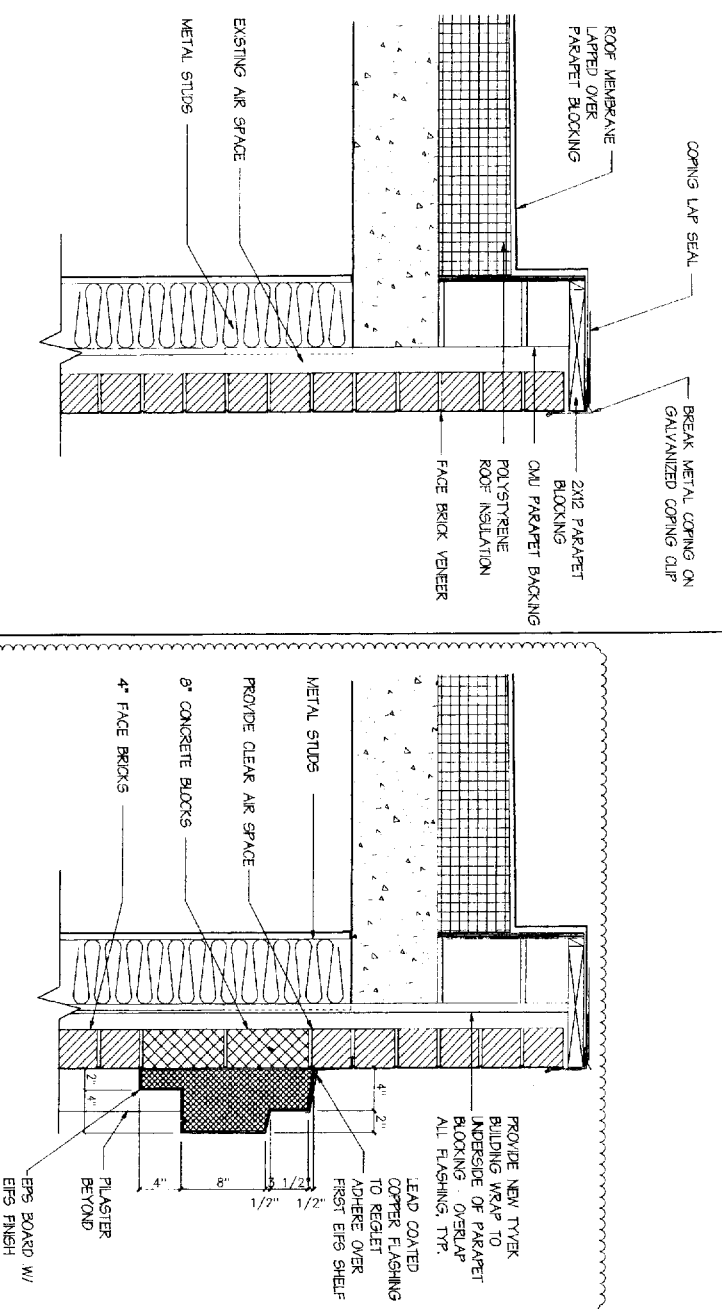 COPING LAP SEAL
BREAK METAL COPING ON
GALVANIZED COPING CLIP
ROOF MEMBRANE
LAPPED OVER
PARAPET BLOCKING
2X12 PARAPET
BLOCKING
CMU PARAPET BACKING
POLYSTYRENE
ROOF INSULATION
FACE BRICK VENEER
EXISTING AIR SPACE
METAL STUDS
PROVIDE NEW TYVEK
BUILDING WRAP TO
UNDERSIDE OF PARAPET
BLOCKING - OVERLAP
ALL FLASHING, TYP.
LEAD COATED
COPPER FLASHING
TO REGLET
ADHERE OVER
FIRST EIFS SHELF
METAL STUDS
PROVIDE CLEAR AIR SPACE
8" CONCRETE BLOCKS
4" FACE BRICKS
4"
2"
1/2"
3 1/2"
1/2"
8"
4"
2"
4"
PILASTER
BEYOND
EPS BOARD W/
EIFS FINISH